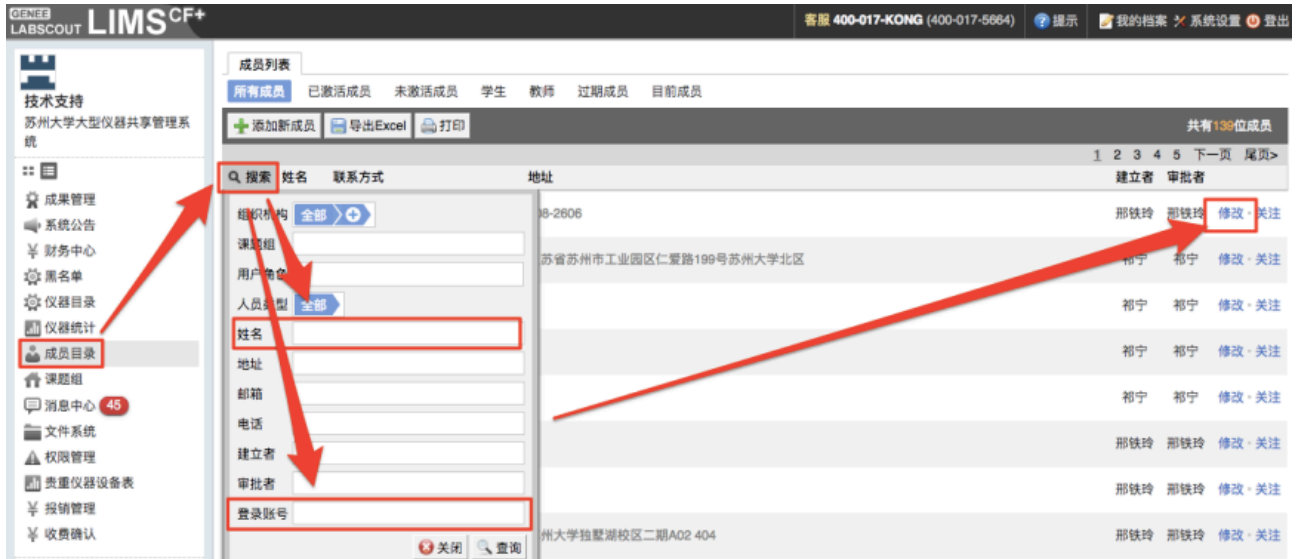 GENEE
LABSCOUT LIMS CF+
客服 400-017-KONG (400-017-5664) 提示 我的档案 系统设置 登出
技术支持
苏州大学大型仪器共享管理系
统
成果管理
系统公告
财务中心
黑名单
仪器目录
仪器统计
成员目录
课题组
消息中心 45
文件系统
权限管理
贵重仪器设备表
报销管理
收费确认
成员列表
所有成员 已激活成员 未激活成员 学生 教师 过期成员 目前成员
添加新成员 导出Excel 打印 共有139位成员
1 2 3 4 5 下一页 尾页>
搜索 姓名 联系方式 地址 建立者 审批者
组织机构 全部
课题组
用户角色
人员类型 全部
姓名
地址
邮箱
电话
建立者
审批者
登录账号
关闭 查询
-2606 邢铁玲 邢铁玲 修改 · 关注
苏省苏州市工业园区仁爱路199号苏州大学北区 祁宁 祁宁 修改 · 关注
祁宁 祁宁 修改 · 关注
祁宁 祁宁 修改 · 关注
祁宁 祁宁 修改 · 关注
邢铁玲 邢铁玲 修改 · 关注
邢铁玲 邢铁玲 修改 · 关注
州大学独墅湖校区二期A02 404 邢铁玲 邢铁玲 修改 · 关注